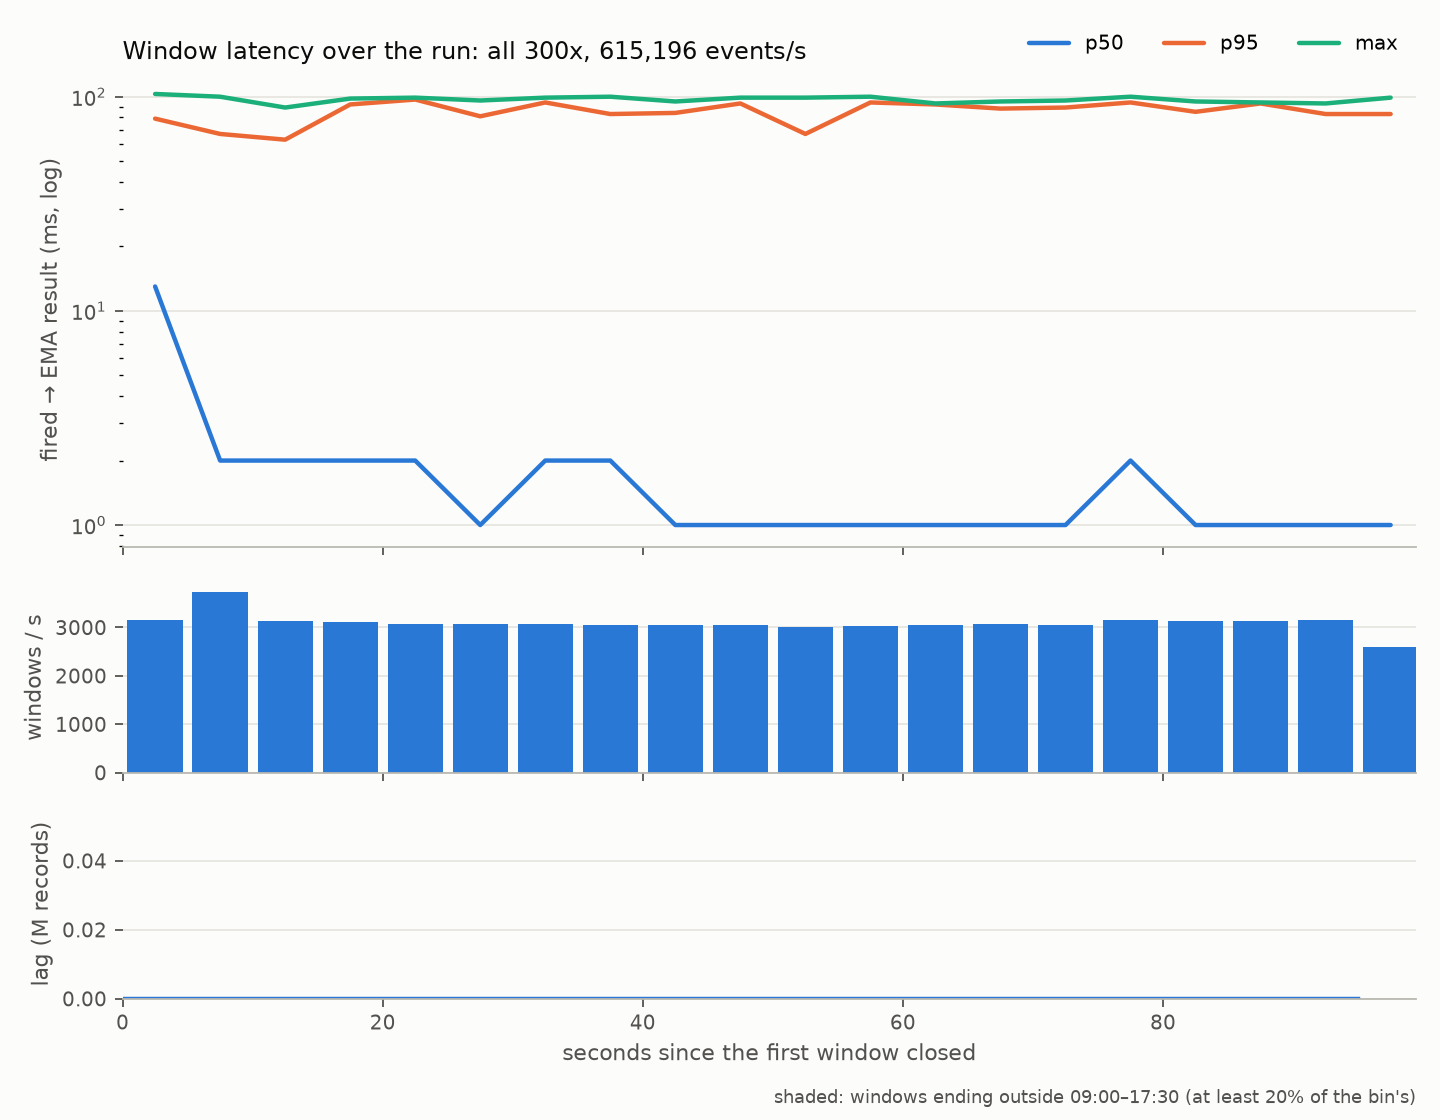 Window latency over the run: all 300x, 615,196 events/s
p50 p95 max
fired → EMA result (ms, log)
10²
10¹
10⁰
windows / s
3000
2000
1000
0
lag (M records)
0.04
0.02
0.00
0 20 40 60 80
seconds since the first window closed
shaded: windows ending outside 09:00–17:30 (at least 20% of the bin's)